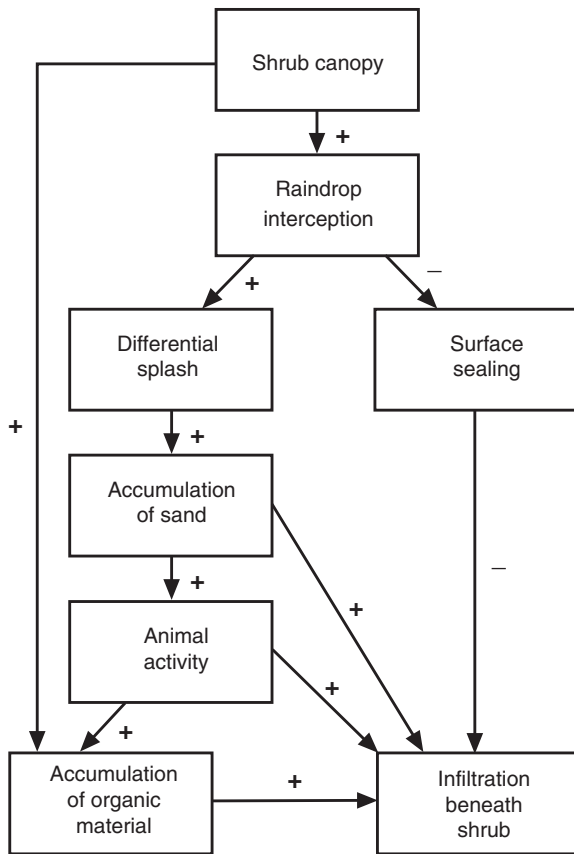 Shrub canopy
+
Raindrop
interception
+
–
Differential
splash
Surface
sealing
+
+
Accumulation
of sand
+
–
+
Animal
activity
+
+
Accumulation
of organic
material
+
Infiltration
beneath
shrub